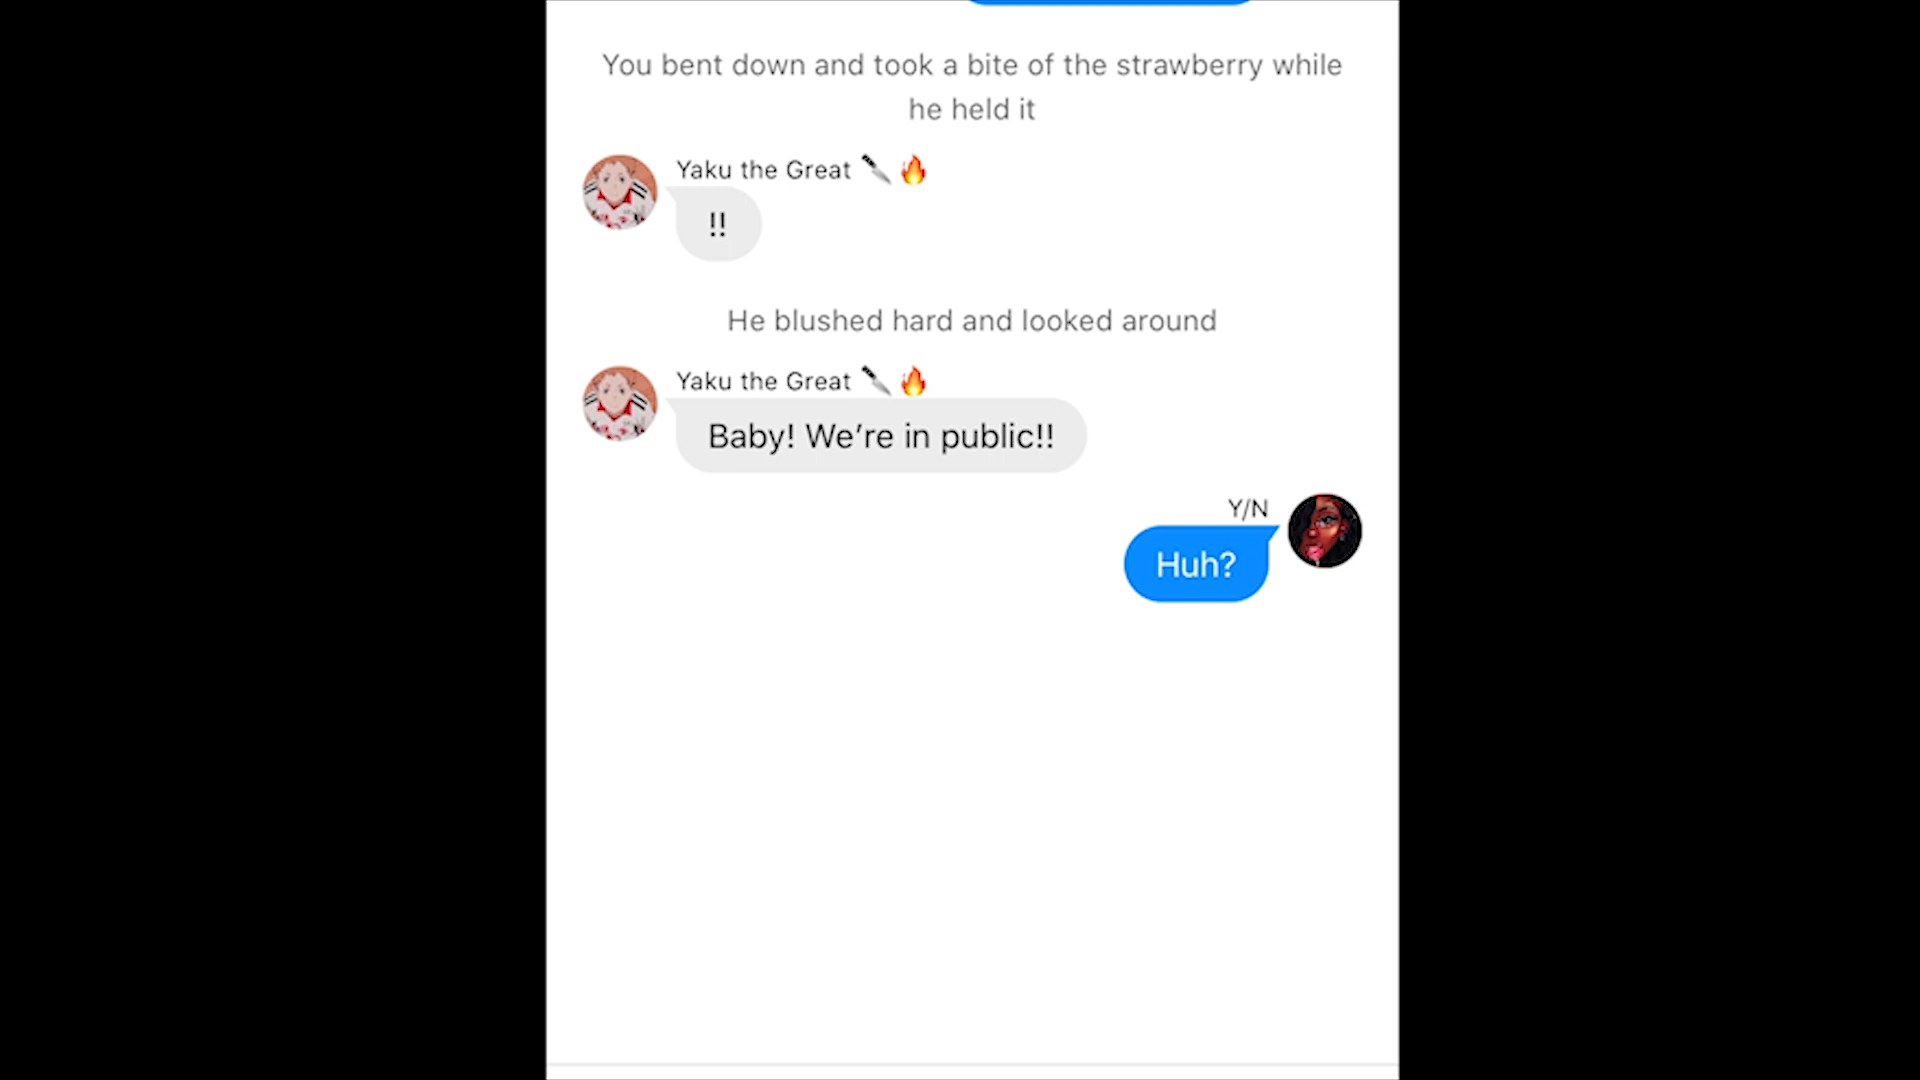 You bent down and took a bite of the strawberry while
he held it
Yaku the Great 🔪🔥
!!
He blushed hard and looked around
Yaku the Great 🔪🔥
Baby! We’re in public!!
Y/N
Huh?